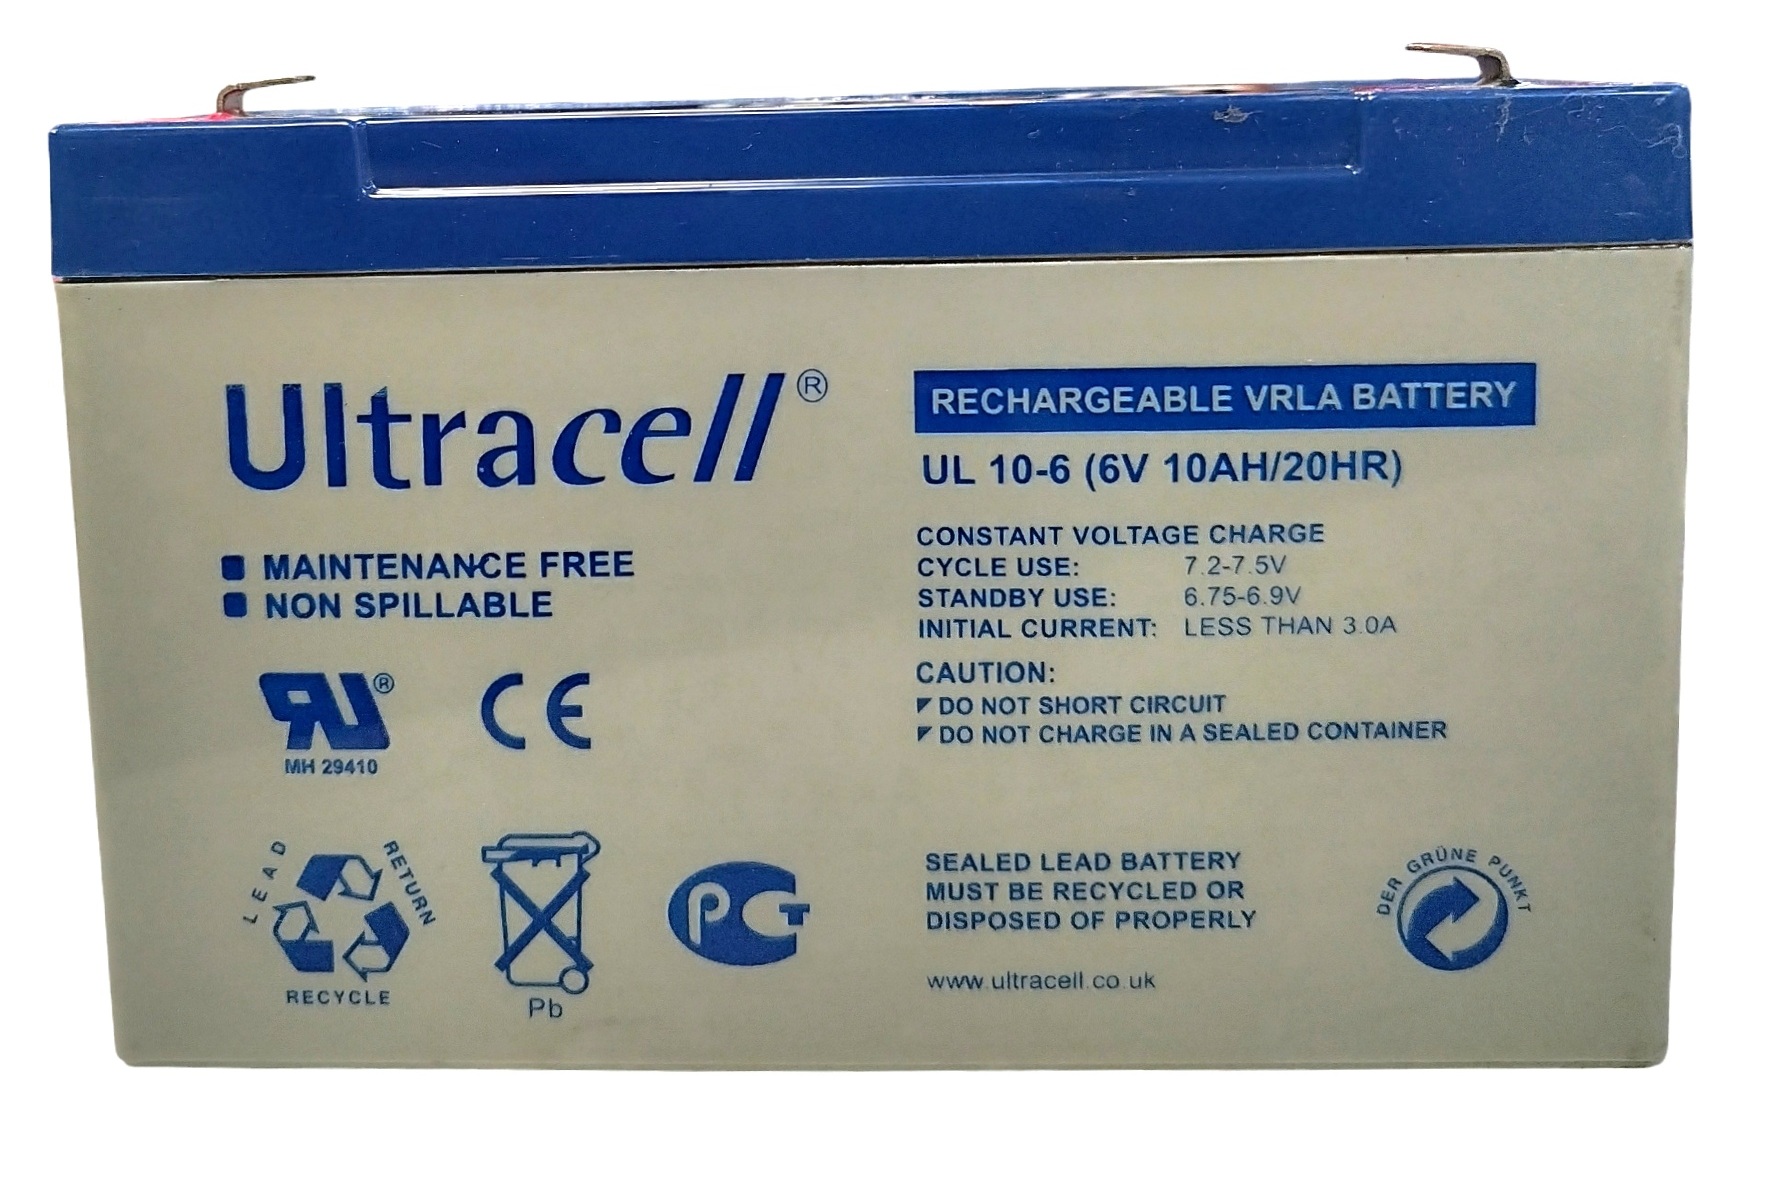 Ultracell®
MAINTENANCE FREE
NON SPILLABLE
RU®
MH 29410
CE
LEAD
RETURN
RECYCLE
Pb
PCT
RECHARGEABLE VRLA BATTERY
UL 10-6 (6V 10AH/20HR)
CONSTANT VOLTAGE CHARGE
CYCLE USE: 7.2-7.5V
STANDBY USE: 6.75-6.9V
INITIAL CURRENT: LESS THAN 3.0A
CAUTION:
DO NOT SHORT CIRCUIT
DO NOT CHARGE IN A SEALED CONTAINER
SEALED LEAD BATTERY
MUST BE RECYCLED OR
DISPOSED OF PROPERLY
www.ultracell.co.uk
DER GRÜNE PUNKT